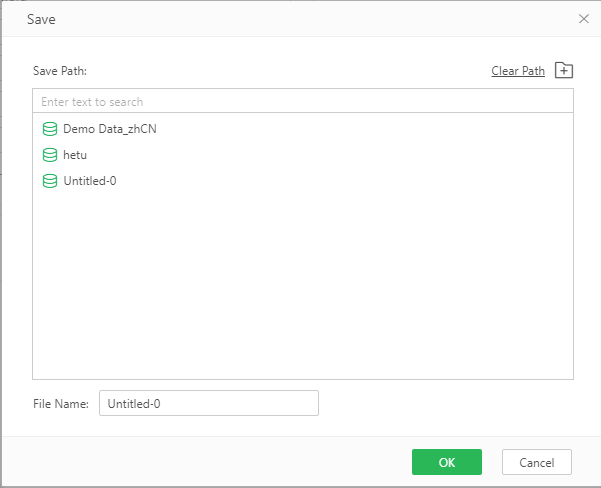 Save
Save Path:
Clear Path
Enter text to search
Demo Data_zhCN
hetu
Untitled-0
File Name:
Untitled-0
OK
Cancel